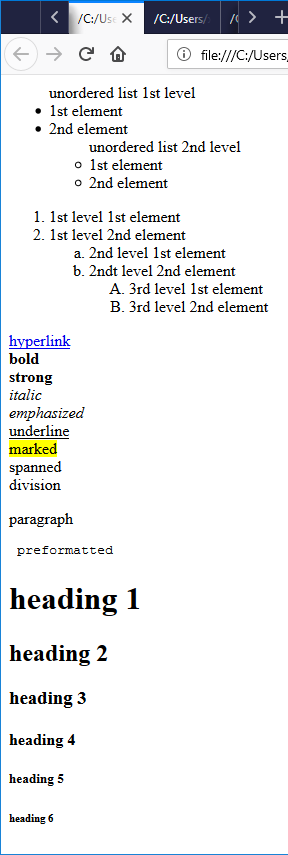 /C:/Use
/C:/Users/
/C
file:///C:/Users/
unordered list 1st level
1st element
2nd element
unordered list 2nd level
1st element
2nd element
1. 1st level 1st element
2. 1st level 2nd element
a. 2nd level 1st element
b. 2ndt level 2nd element
A. 3rd level 1st element
B. 3rd level 2nd element
hyperlink
bold
strong
italic
emphasized
underline
marked
spanned
division
paragraph
preformatted
heading 1
heading 2
heading 3
heading 4
heading 5
heading 6